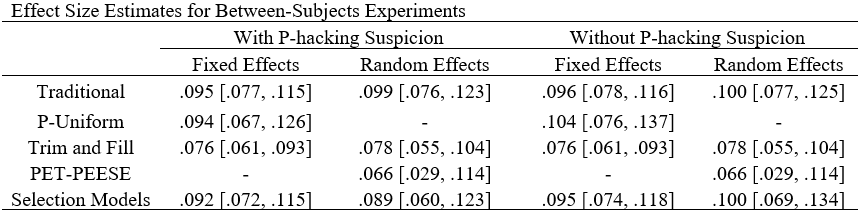 Effect Size Estimates for Between-Subjects Experiments
With P-hacking Suspicion Without P-hacking Suspicion
Fixed Effects Random Effects Fixed Effects Random Effects
Traditional .095 [.077, .115] .099 [.076, .123] .096 [.078, .116] .100 [.077, .125]
P-Uniform .094 [.067, .126] - .104 [.076, .137] -
Trim and Fill .076 [.061, .093] .078 [.055, .104] .076 [.061, .093] .078 [.055, .104]
PET-PEESE - .066 [.029, .114] - .066 [.029, .114]
Selection Models .092 [.072, .115] .089 [.060, .123] .095 [.074, .118] .100 [.069, .134]